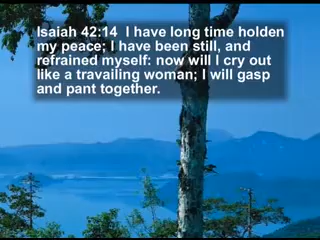 Isaiah 42:14  I have long time holden
my peace; I have been still, and
refrained myself: now will I cry out
like a travailing woman; I will gasp
and pant together.